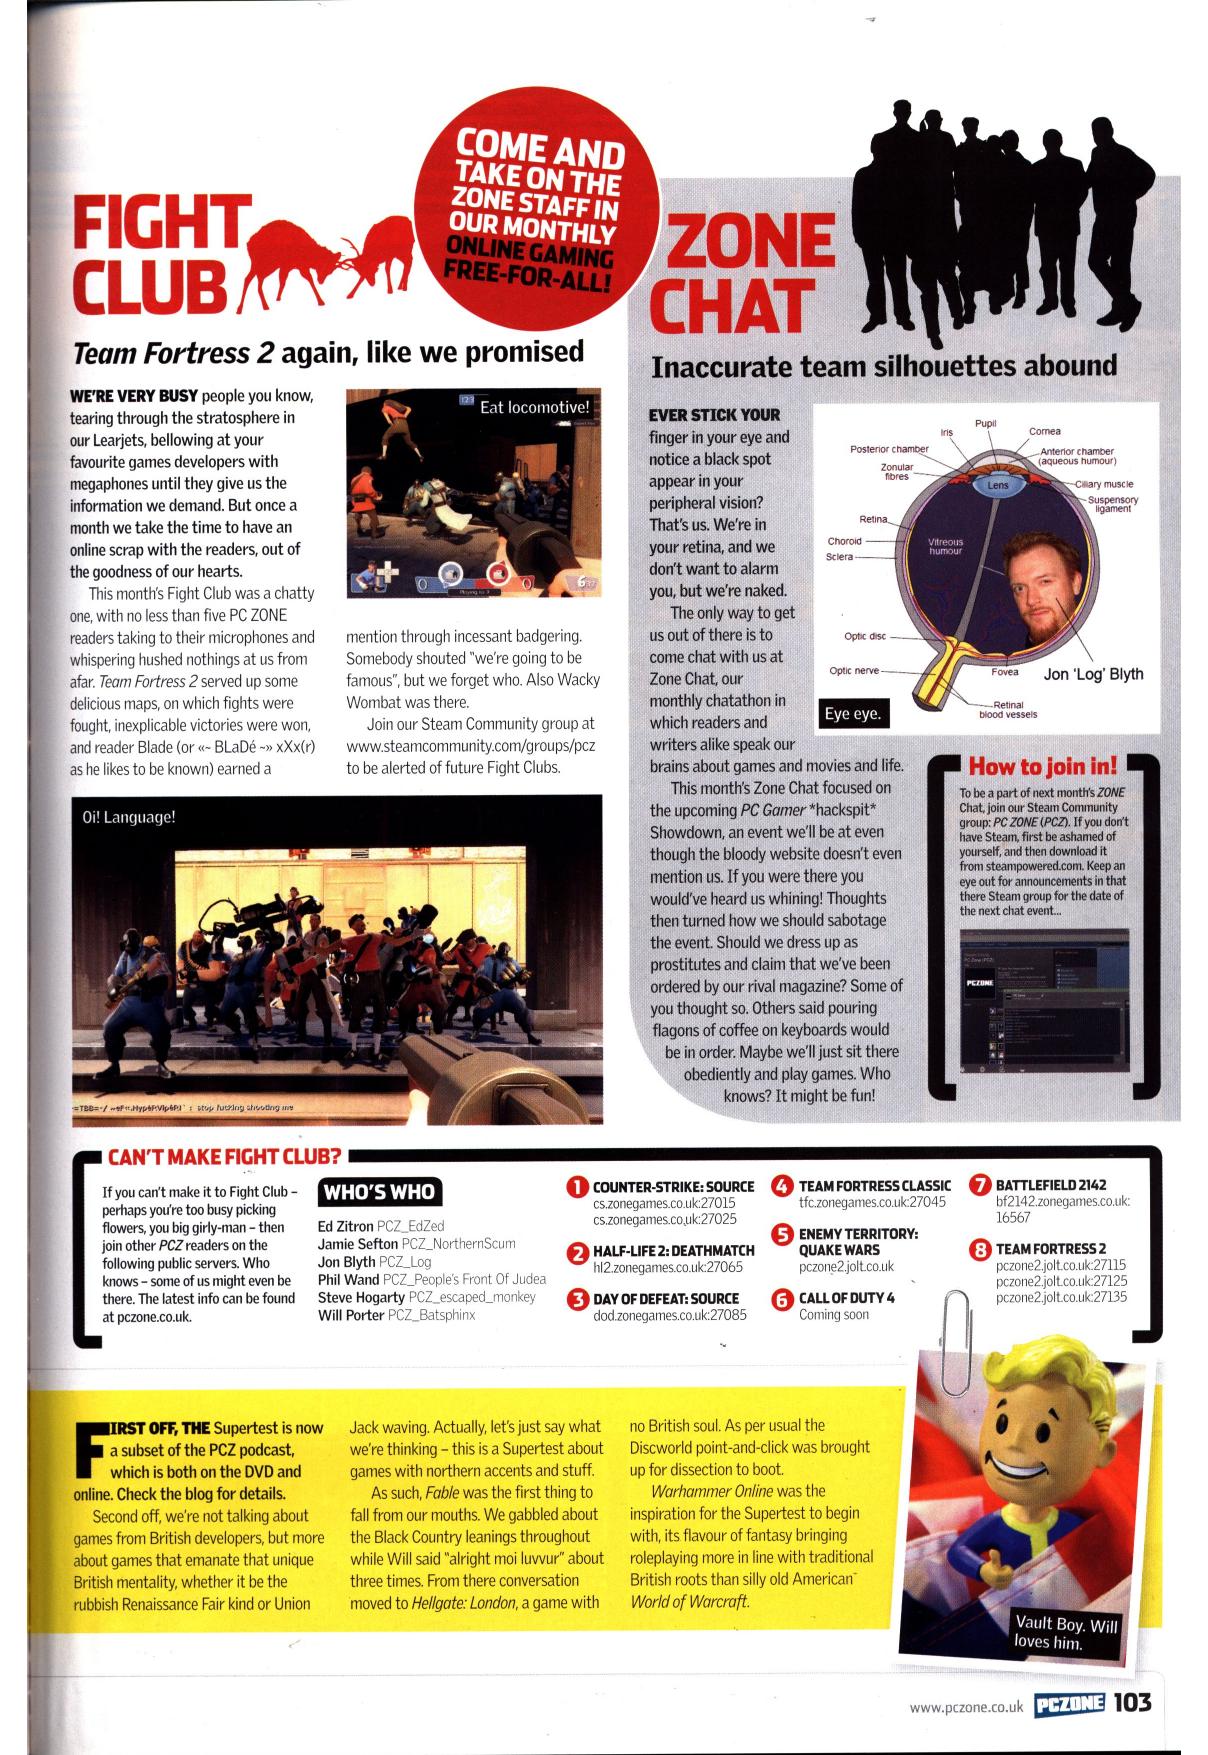 COME AND
TAKE ON THE
ZONE STAFF IN
OUR MONTHLY
ONLINE GAMING
FREE-FOR-ALL!
FIGHT
CLUB
Team Fortress 2 again, like we promised
WE'RE VERY BUSY people you know,
tearing through the stratosphere in
our Learjets, bellowing at your
favourite games developers with
megaphones until they give us the
information we demand. But once a
month we take the time to have an
online scrap with the readers, out of
the goodness of our hearts.
This month's Fight Club was a chatty
one, with no less than five PC ZONE
readers taking to their microphones and
whispering hushed nothings at us from
afar. Team Fortress 2 served up some
delicious maps, on which fights were
fought, inexplicable victories were won,
and reader Blade (or «~ BLaDé ~» xXx(r)
as he likes to be known) earned a
Eat locomotive!
mention through incessant badgering.
Somebody shouted "we're going to be
famous", but we forget who. Also Wacky
Wombat was there.
Join our Steam Community group at
www.steamcommunity.com/groups/pcz
to be alerted of future Fight Clubs.
Oi! Language!
stop fucking shooting me
ZONE
CHAT
Inaccurate team silhouettes abound
EVER STICK YOUR
finger in your eye and
notice a black spot
appear in your
peripheral vision?
That's us. We're in
your retina, and we
don't want to alarm
you, but we're naked.
The only way to get
us out of there is to
come chat with us at
Zone Chat, our
monthly chatathon in
which readers and
writers alike speak our
brains about games and movies and life.
This month's Zone Chat focused on
the upcoming PC Gamer *hackspit*
Showdown, an event we'll be at even
though the bloody website doesn't even
mention us. If you were there you
would've heard us whining! Thoughts
then turned how we should sabotage
the event. Should we dress up as
prostitutes and claim that we've been
ordered by our rival magazine? Some of
you thought so. Others said pouring
flagons of coffee on keyboards would
be in order. Maybe we'll just sit there
obediently and play games. Who
knows? It might be fun!
Pupil
Iris
Cornea
Posterior chamber
Anterior chamber
(aqueous humour)
Zonular
fibres
Lens
Ciliary muscle
Suspensory
ligament
Retina
Choroid
Sclera
Vitreous
humour
Optic disc
Optic nerve
Fovea
Jon 'Log' Blyth
Retinal
blood vessels
Eye eye.
How to join in!
To be a part of next month's ZONE
Chat, join our Steam Community
group: PC ZONE (PCZ). If you don't
have Steam, first be ashamed of
yourself, and then download it
from steampowered.com. Keep an
eye out for announcements in that
there Steam group for the date of
the next chat event...
PCZONE
CAN'T MAKE FIGHT CLUB?
If you can't make it to Fight Club –
perhaps you're too busy picking
flowers, you big girly-man – then
join other PCZ readers on the
following public servers. Who
knows – some of us might even be
there. The latest info can be found
at pczone.co.uk.
WHO'S WHO
Ed Zitron PCZ_EdZed
Jamie Sefton PCZ_NorthernScum
Jon Blyth PCZ_Log
Phil Wand PCZ_People's Front Of Judea
Steve Hogarty PCZ_escaped_monkey
Will Porter PCZ_Batsphinx
1 COUNTER-STRIKE: SOURCE
cs.zonegames.co.uk:27015
cs.zonegames.co,uk:27025
2 HALF-LIFE 2: DEATHMATCH
hl2.zonegames.co.uk:27065
3 DAY OF DEFEAT: SOURCE
dod.zonegames.co.uk:27085
4 TEAM FORTRESS CLASSIC
tfc.zonegames.co.uk:27045
5 ENEMY TERRITORY:
QUAKE WARS
pczone2.jolt.co.uk
6 CALL OF DUTY 4
Coming soon
7 BATTLEFIELD 2142
bf2142.zonegames.co.uk:
16567
8 TEAM FORTRESS 2
pczone2.jolt.co.uk:27115
pczone2.jolt.co.uk:27125
pczone2.jolt.co.uk:27135
FIRST OFF, THE Supertest is now
a subset of the PCZ podcast,
which is both on the DVD and
online. Check the blog for details.
Second off, we're not talking about
games from British developers, but more
about games that emanate that unique
British mentality, whether it be the
rubbish Renaissance Fair kind or Union
Jack waving. Actually, let's just say what
we're thinking – this is a Supertest about
games with northern accents and stuff.
As such, Fable was the first thing to
fall from our mouths. We gabbled about
the Black Country leanings throughout
while Will said "alright moi luvvur" about
three times. From there conversation
moved to Hellgate: London, a game with
no British soul. As per usual the
Discworld point-and-click was brought
up for dissection to boot.
Warhammer Online was the
inspiration for the Supertest to begin
with, its flavour of fantasy bringing
roleplaying more in line with traditional
British roots than silly old American
World of Warcraft.
Vault Boy. Will
loves him.
www.pczone.co.uk PCZONE 103